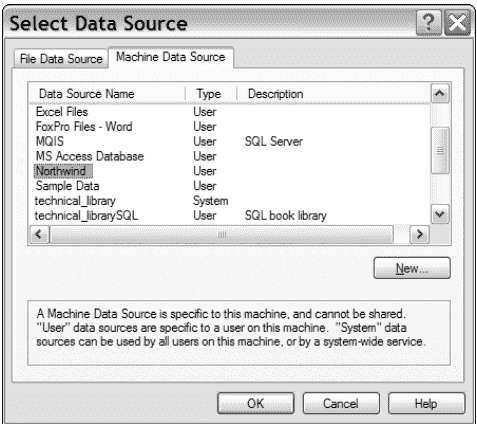 Select Data Source
File Data Source Machine Data Source
Data Source Name Type Description
Excel Files User
FoxPro Files - Word User
MQIS User SQL Server
MS Access Database User
Northwind User
Sample Data User
technical_library System
technical_librarySQL User SQL book library
New...
A Machine Data Source is specific to this machine, and cannot be shared.
"User" data sources are specific to a user on this machine. "System" data
sources can be used by all users on this machine, or by a system-wide service.
OK Cancel Help